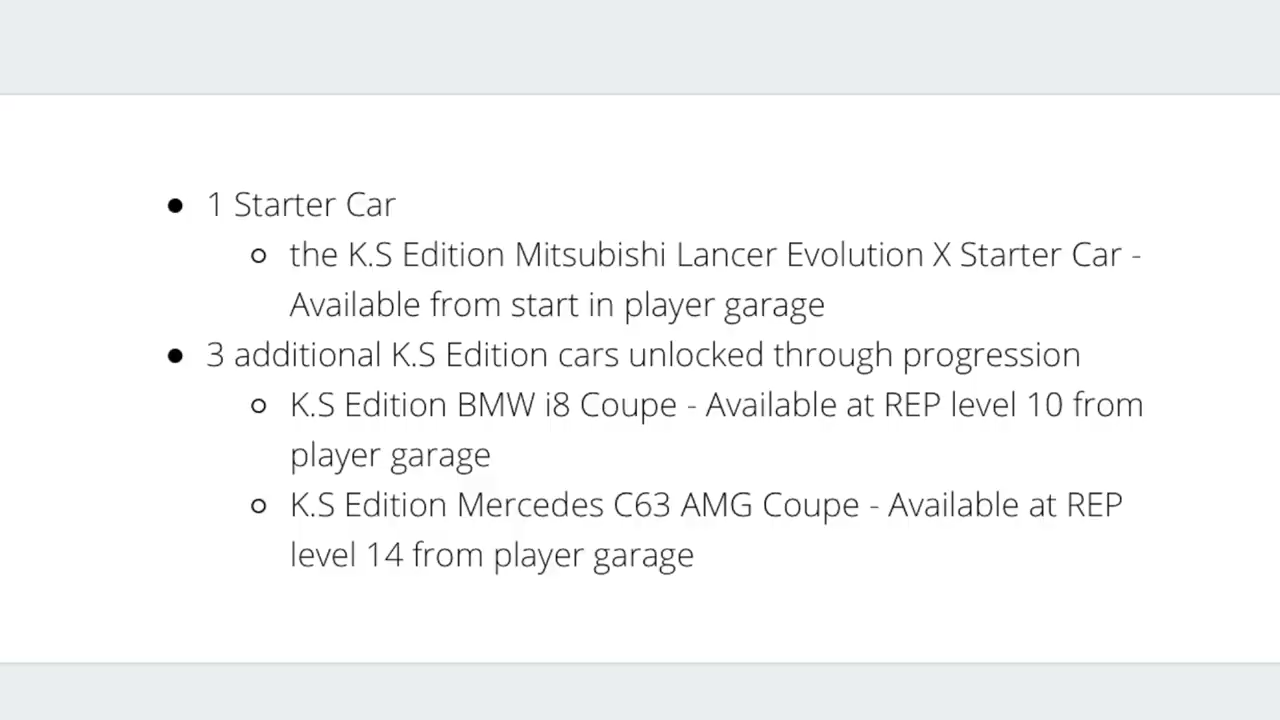 ● 1 Starter Car
○ the K.S Edition Mitsubishi Lancer Evolution X Starter Car -
Available from start in player garage
● 3 additional K.S Edition cars unlocked through progression
○ K.S Edition BMW i8 Coupe - Available at REP level 10 from
player garage
○ K.S Edition Mercedes C63 AMG Coupe - Available at REP
level 14 from player garage